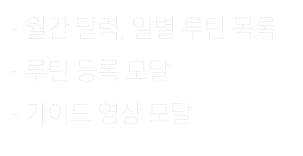 - 월간 달력, 일별 루틴 목록
- 루틴 등록 모달
- 가이드 영상 모달